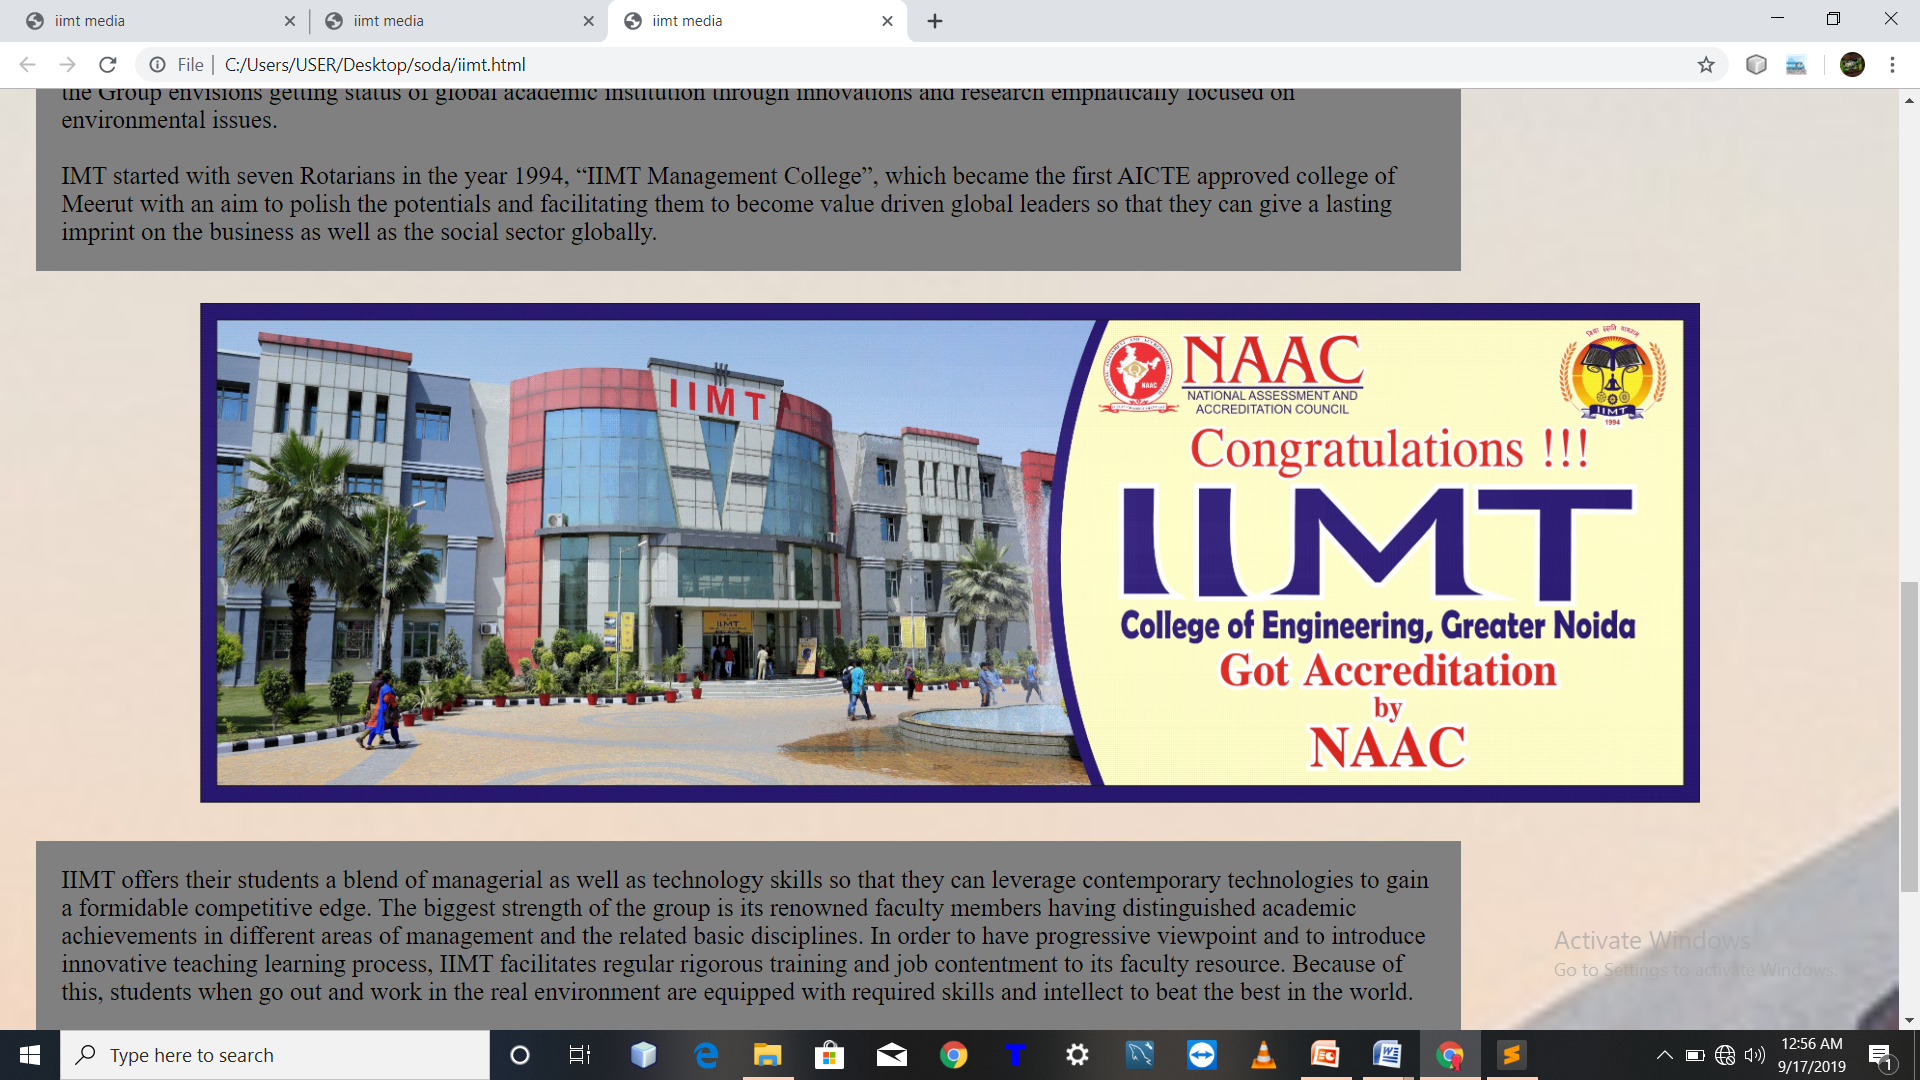 iimt media
iimt media
iimt media
File
C:/Users/USER/Desktop/soda/iimt.html
the Group envisions getting status of global academic institution through innovations and research emphatically focused on
environmental issues.
IMT started with seven Rotarians in the year 1994, “IIMT Management College”, which became the first AICTE approved college of
Meerut with an aim to polish the potentials and facilitating them to become value driven global leaders so that they can give a lasting
imprint on the business as well as the social sector globally.
IIMT
IIMT
NAAC
NAAC
NATIONAL ASSESSMENT AND
ACCREDITATION COUNCIL
IIMT
1994
Congratulations !!!
IIMT
College of Engineering, Greater Noida
Got Accreditation
by
NAAC
IIMT offers their students a blend of managerial as well as technology skills so that they can leverage contemporary technologies to gain
a formidable competitive edge. The biggest strength of the group is its renowned faculty members having distinguished academic
achievements in different areas of management and the related basic disciplines. In order to have progressive viewpoint and to introduce
innovative teaching learning process, IIMT facilitates regular rigorous training and job contentment to its faculty resource. Because of
this, students when go out and work in the real environment are equipped with required skills and intellect to beat the best in the world.
Activate Windows
Go to Settings to activate Windows.
Type here to search
12:56 AM
9/17/2019
1